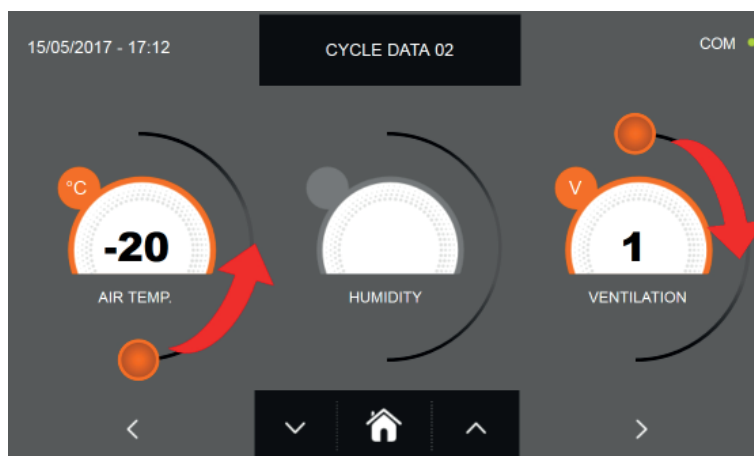 15/05/2017 - 17:12
CYCLE DATA 02
COM
°C
-20
AIR TEMP.
HUMIDITY
V
1
VENTILATION